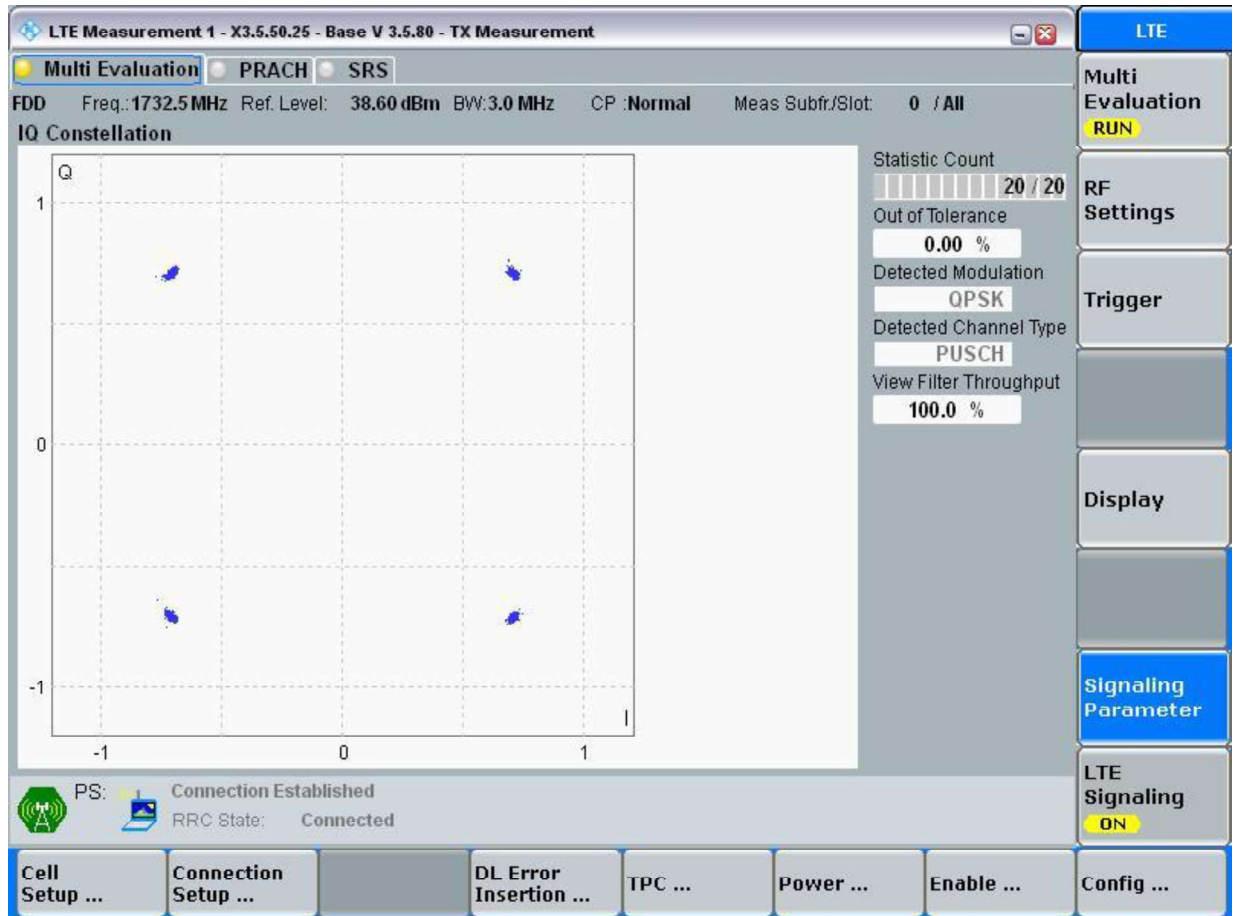 LTE Measurement 1 - X3.5.50.25 - Base V 3.5.80 - TX Measurement
LTE
Multi Evaluation PRACH SRS
FDD Freq.: 1732.5 MHz Ref. Level: 38.60 dBm BW: 3.0 MHz CP : Normal Meas Subfr./Slot: 0 / All
IQ Constellation
Q
1
0
-1
I
-1 0 1
Statistic Count
20 / 20
Out of Tolerance
0.00 %
Detected Modulation
QPSK
Detected Channel Type
PUSCH
View Filter Throughput
100.0 %
Multi
Evaluation
RUN
RF
Settings
Trigger
Display
Signaling
Parameter
LTE
Signaling
ON
PS: Connection Established
RRC State: Connected
Cell
Setup ...
Connection
Setup ...
DL Error
Insertion ...
TPC ...
Power ...
Enable ...
Config ...